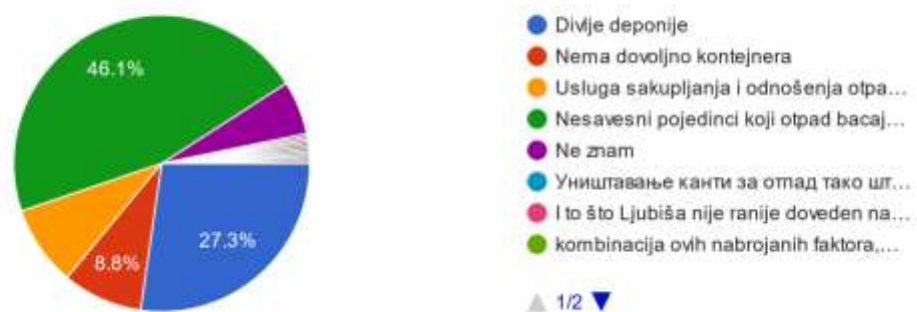 46.1%
27.3%
8.8%
Divlje deponije
Nema dovoljno kontejnera
Usluga sakupljanja i odnošenja otpa...
Nesavesni pojedinci koji otpad bacaj...
Ne znam
Уништавање канти за отпад тако шт...
I to što Ljubiša nije ranije doveden na...
kombinacija ovih nabrojanih faktora,...
1/2